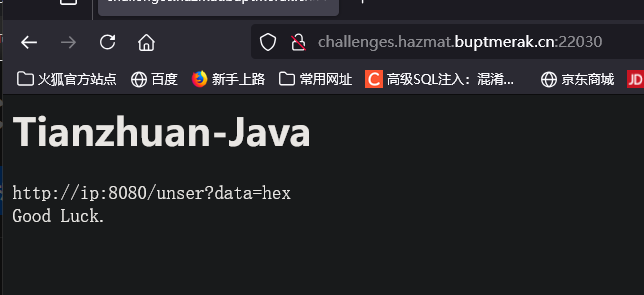 challenges.hazmat.buptmerak.cn:22030
火狐官方站点 百度 新手上路 常用网址 高级SQL注入：混淆... 京东商城 JD
Tianzhuan-Java
http://ip:8080/unser?data=hex
Good Luck.